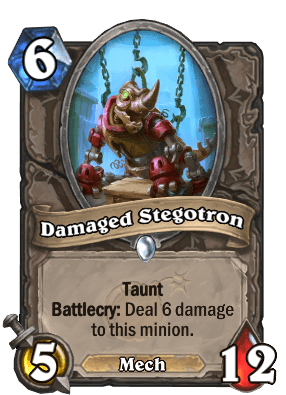 6
Damaged Stegotron
Taunt
Battlecry: Deal 6 damage
to this minion.
5
Mech
12